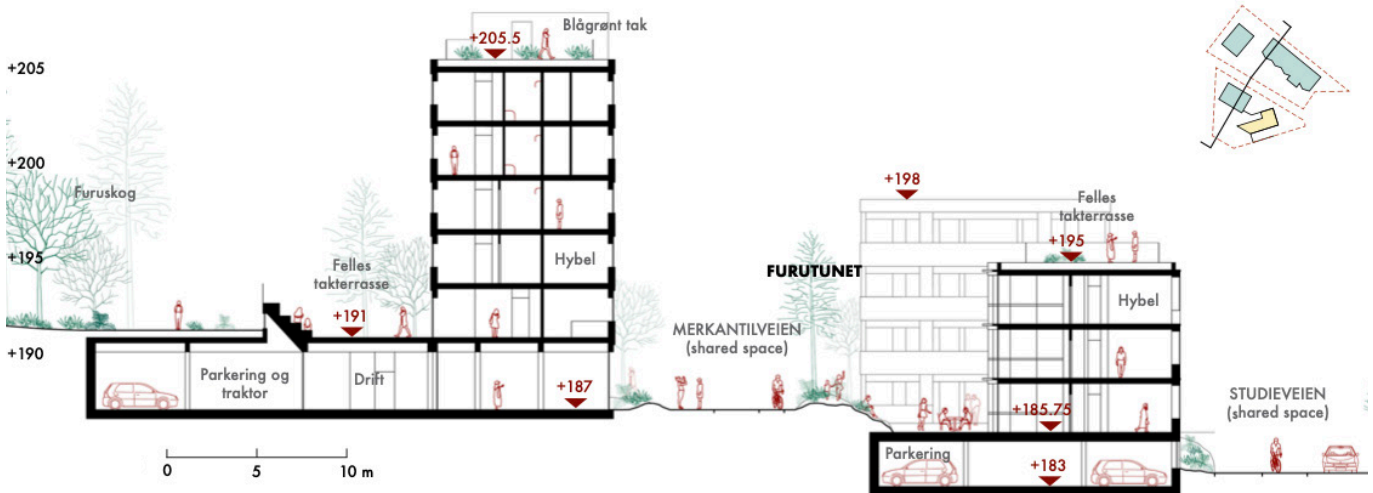 Blågrønt tak
+205.5
+205
+200
Furuskog
+198
Felles
takterrasse
+195
+195
Felles
takterrasse
Hybel
FURUTUNET
Hybel
+191
MERKANTILVEIEN
(shared space)
+190
Parkering og
traktor
Drift
+187
STUDIEVEIEN
(shared space)
+185.75
Parkering
+183
0
5
10 m